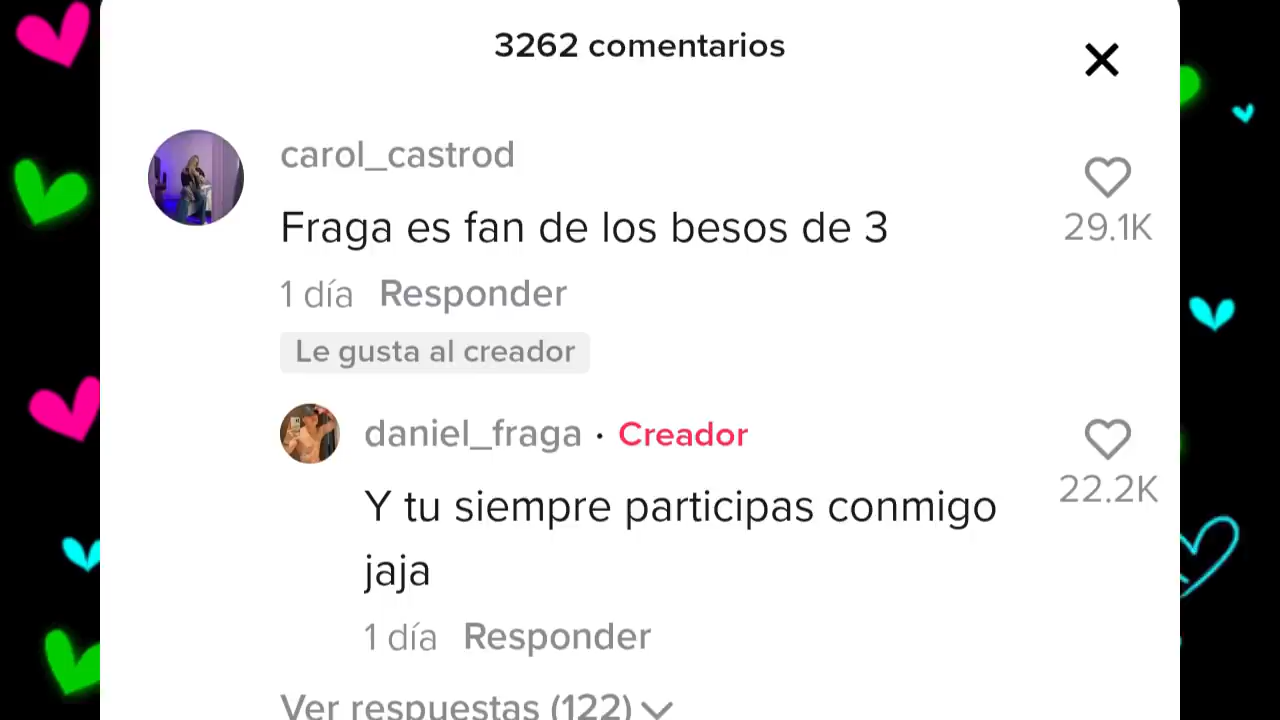 3262 comentarios
carol_castrod
Fraga es fan de los besos de 3
29.1K
1 día Responder
Le gusta al creador
daniel_fraga · Creador
Y tu siempre participas conmigo
22.2K
jaja
1 día Responder
Ver respuestas (122)